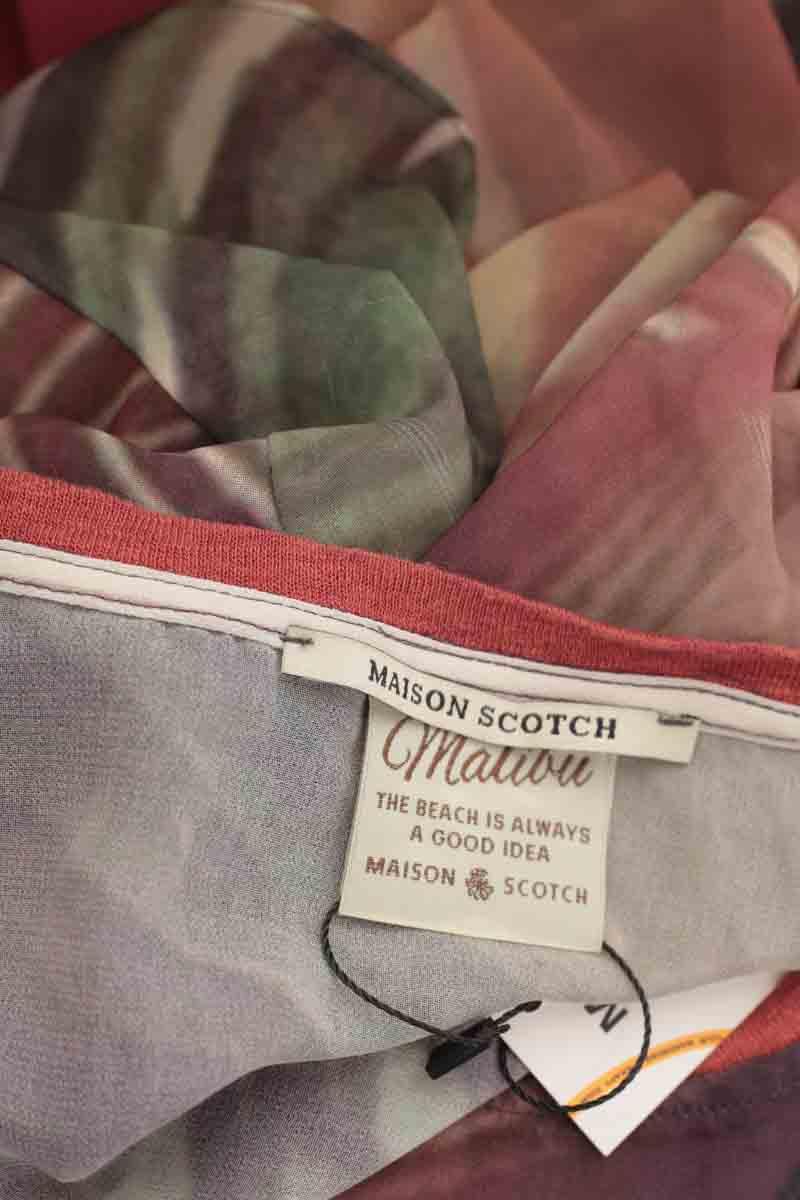 MAISON SCOTCH
Malibu
THE BEACH IS ALWAYS
A GOOD IDEA
MAISON SCOTCH